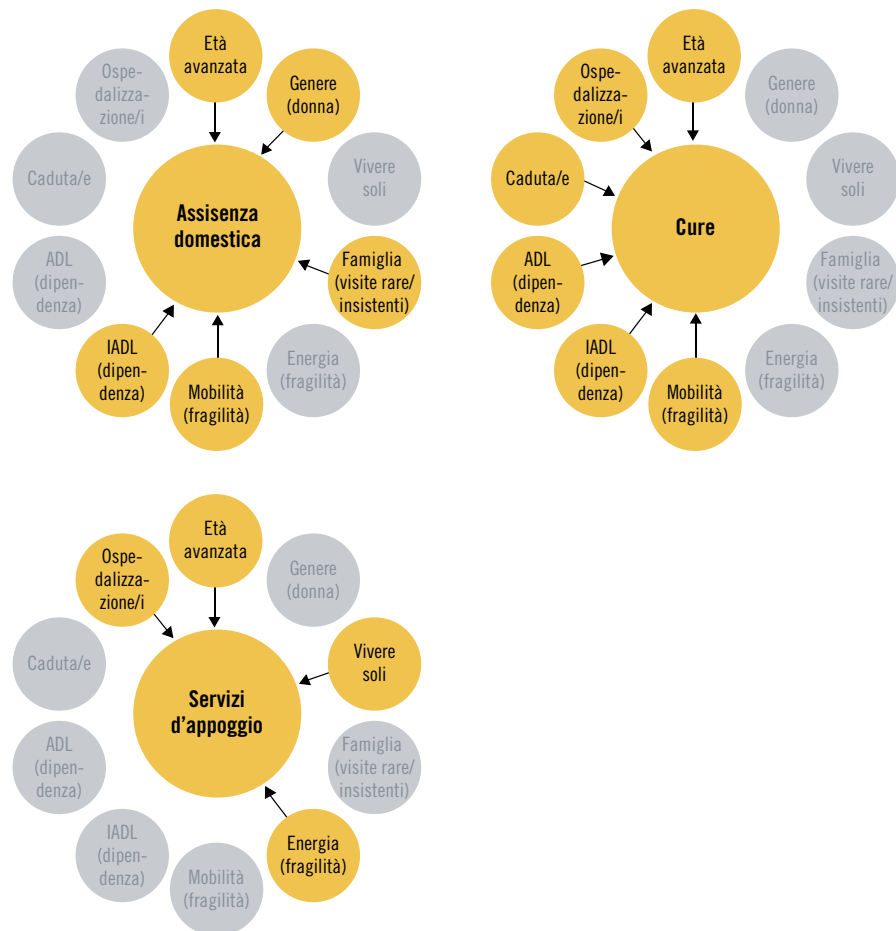 Età
avanzata
Genere
(donna)
Vivere
soli
Famiglia
(visite rare/
insistenti)
Energia
(fragilità)
Mobilità
(fragilità)
IADL
(dipen-
denza)
ADL
(dipen-
denza)
Caduta/e
Ospe-
dalizza-
zione/i
Assisenza
domestica
Età
avanzata
Genere
(donna)
Vivere
soli
Famiglia
(visite rare/
insistenti)
Energia
(fragilità)
Mobilità
(fragilità)
IADL
(dipen-
denza)
ADL
(dipen-
denza)
Caduta/e
Ospe-
dalizza-
zione/i
Cure
Età
avanzata
Genere
(donna)
Vivere
soli
Famiglia
(visite rare/
insistenti)
Energia
(fragilità)
Mobilità
(fragilità)
IADL
(dipen-
denza)
ADL
(dipen-
denza)
Caduta/e
Ospe-
dalizza-
zione/i
Servizi
d’appoggio